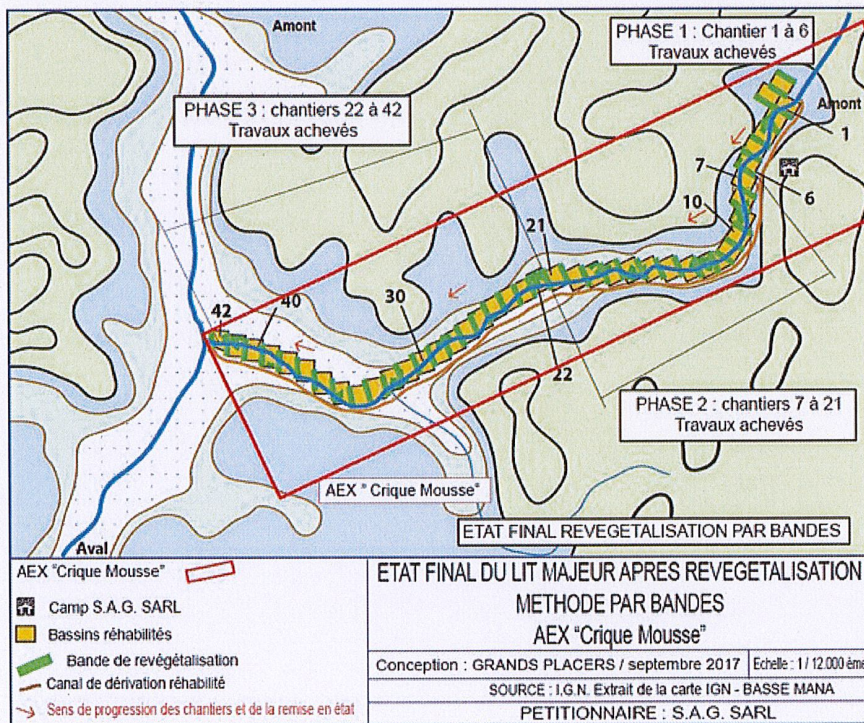 Amont
PHASE 1 : Chantier 1 à 6
Travaux achevés
PHASE 3 : chantiers 22 à 42
Travaux achevés
Amont
1
7
6
10
21
30
40
42
22
PHASE 2 : chantiers 7 à 21
Travaux achevés
AEX " Crique Mousse"
ETAT FINAL REVEGETALISATION PAR BANDES
Aval
AEX "Crique Mousse"
Camp S.A.G. SARL
Bassins réhabilités
Bande de revégétalisation
Canal de dérivation réhabilité
Sens de progression des chantiers et de la remise en état
ETAT FINAL DU LIT MAJEUR APRES REVEGETALISATION
METHODE PAR BANDES
AEX "Crique Mousse"
Conception : GRANDS PLACERS / septembre 2017
Echelle : 1 / 12.000 ème
SOURCE : I.G.N. Extrait de la carte IGN - BASSE MANA
PETITIONNAIRE : S.A.G. SARL